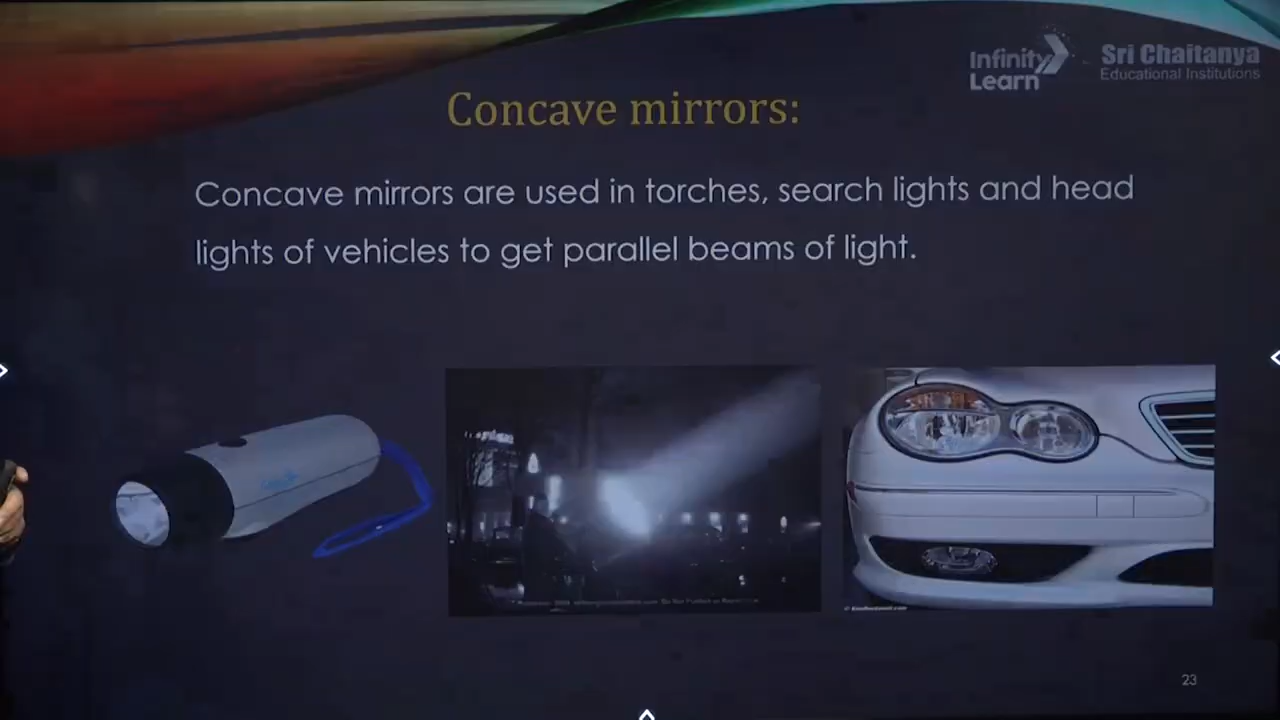 Infinity
Learn
Sri Chaitanya
Educational Institutions
Concave mirrors:
Concave mirrors are used in torches, search lights and head
lights of vehicles to get parallel beams of light.
23